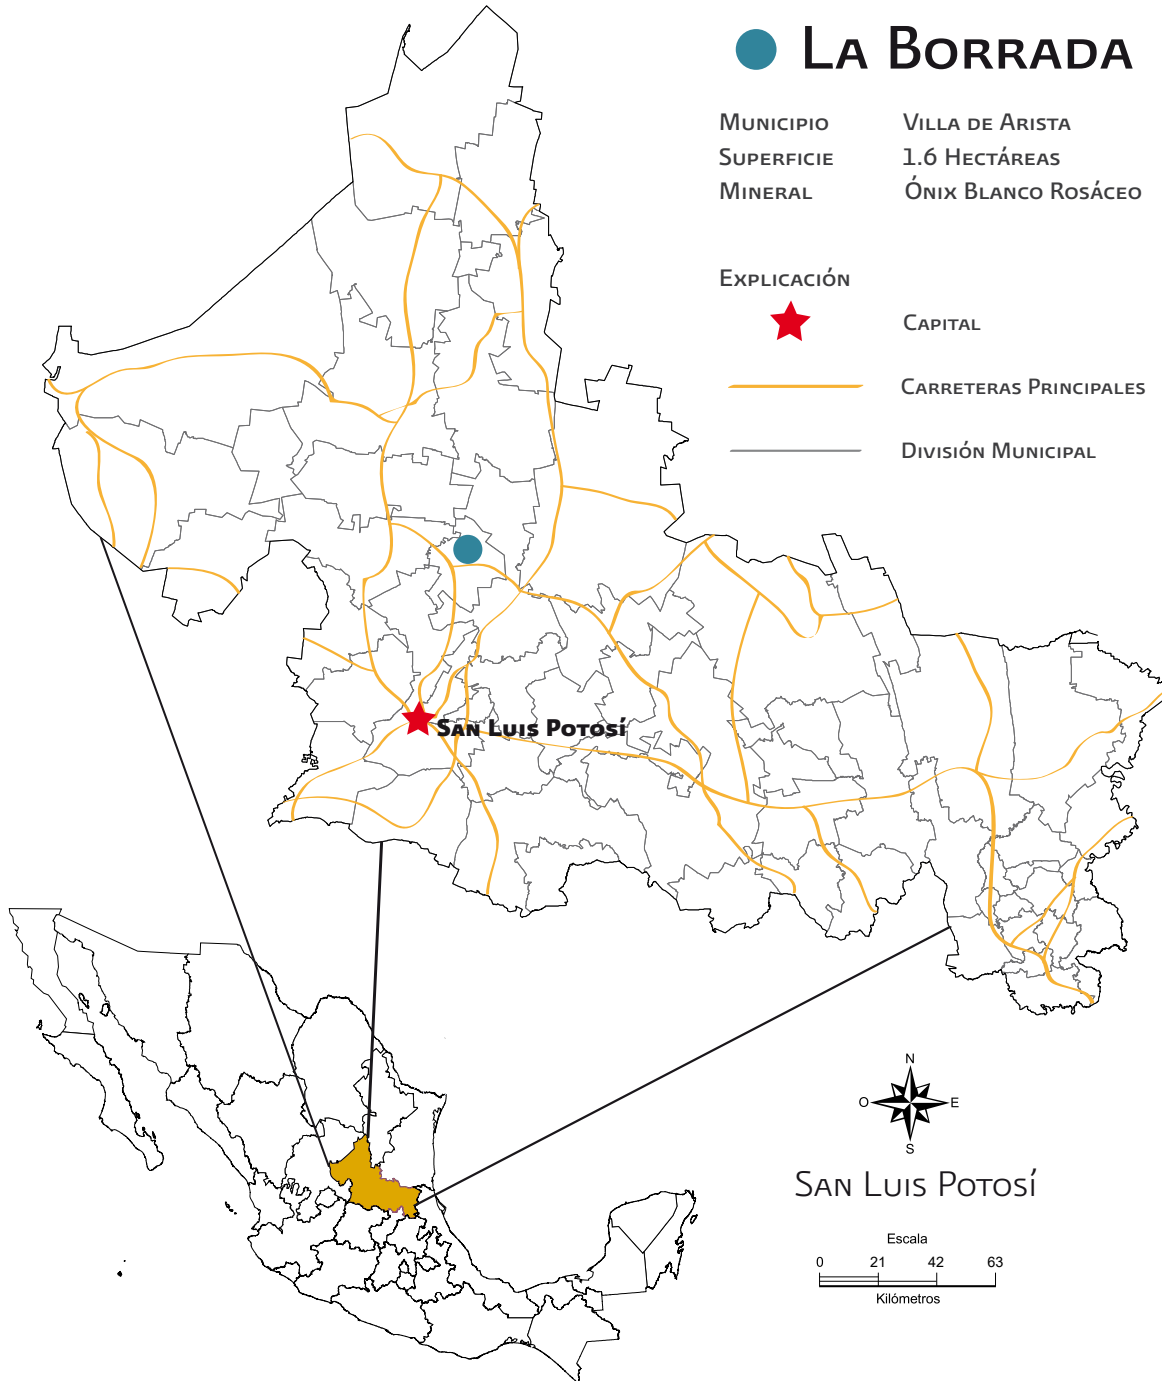 La Borrada
Municipio Villa de Arista
Superficie 1.6 Hectáreas
Mineral Ónix Blanco Rosáceo
Explicación
Capital
Carreteras Principales
División Municipal
San Luis Potosí
N
O E
S
San Luis Potosí
Escala
0 21 42 63
Kilómetros